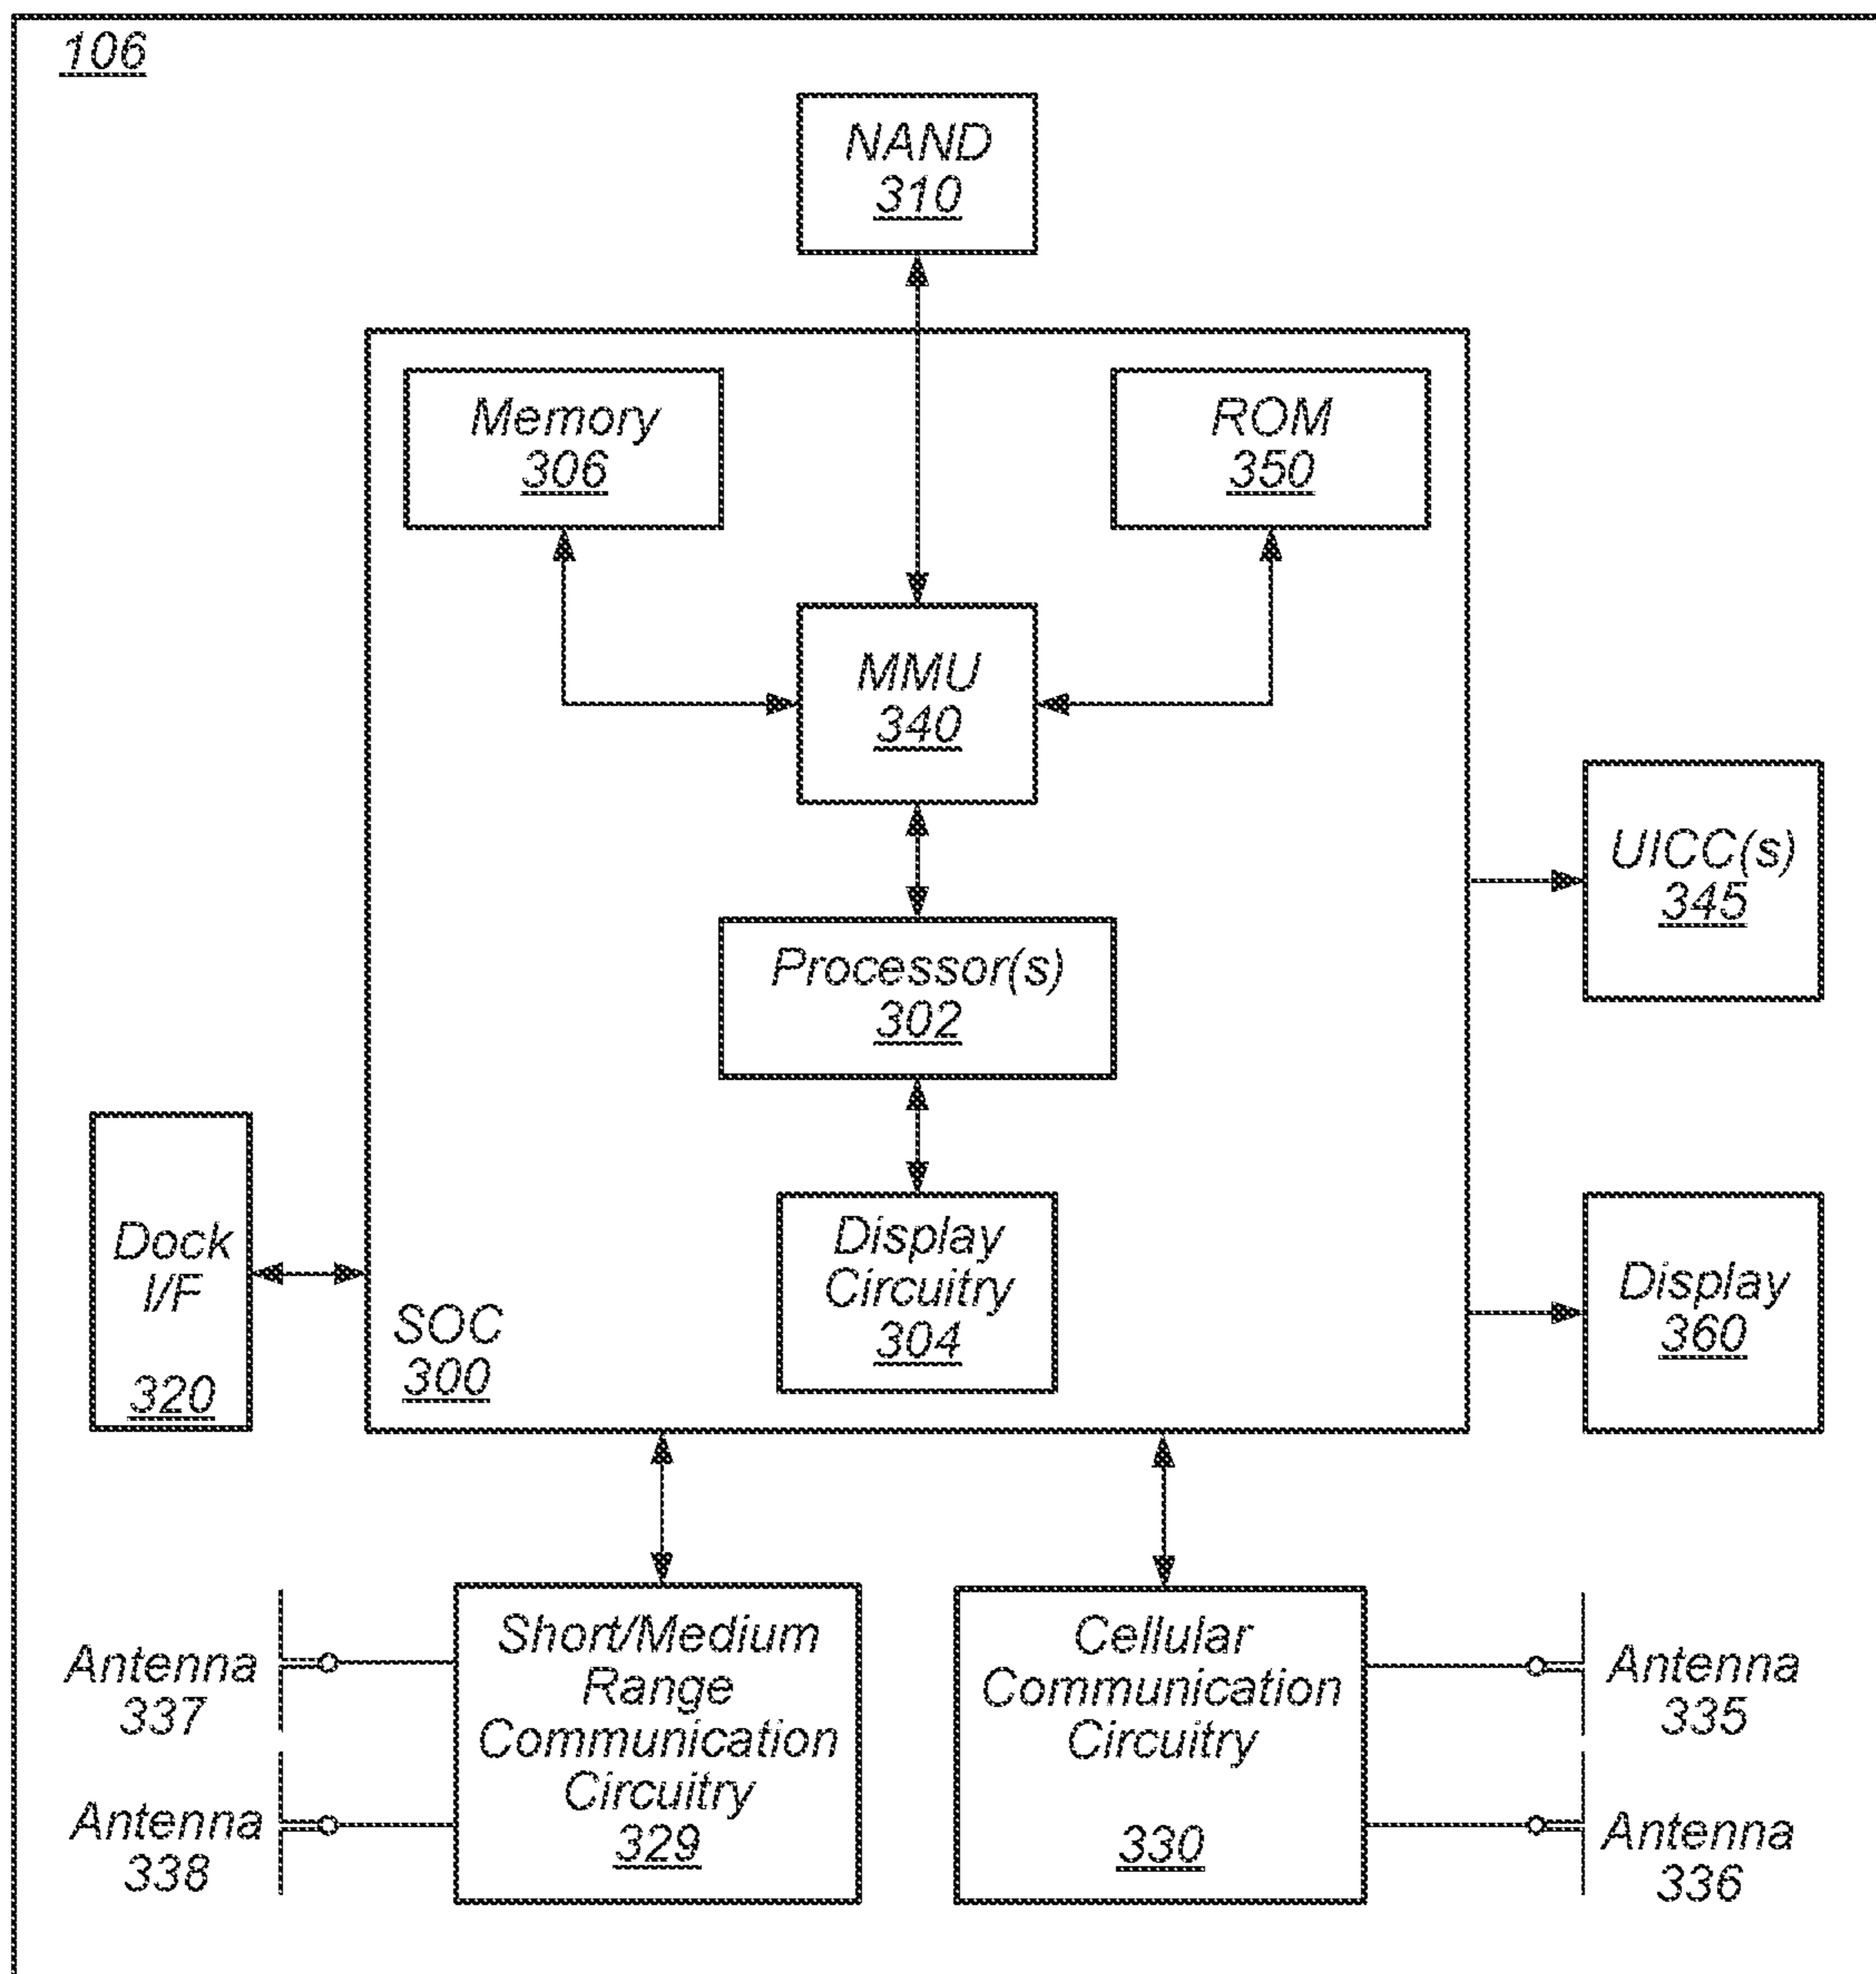 106
NAND
310
Memory
306
ROM
350
MMU
340
UICC(s)
345
Processor(s)
302
Dock
I/F
320
Display
Circuitry
304
SOC
300
Display
360
Short/Medium
Range
Communication
Circuitry
329
Cellular
Communication
Circuitry
330
Antenna
337
Antenna
338
Antenna
335
Antenna
336